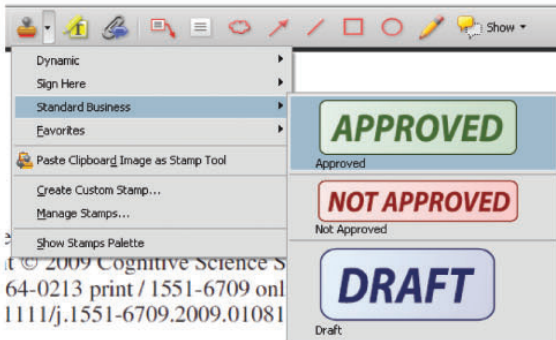 Show
Dynamic
Sign Here
Standard Business
Favorites
Paste Clipboard Image as Stamp Tool
Create Custom Stamp...
Manage Stamps...
Show Stamps Palette
APPROVED
Approved
NOT APPROVED
Not Approved
DRAFT
Draft
t © 2009 Cognitive Science S
64-0213 print / 1551-6709 onl
1111/j.1551-6709.2009.01081